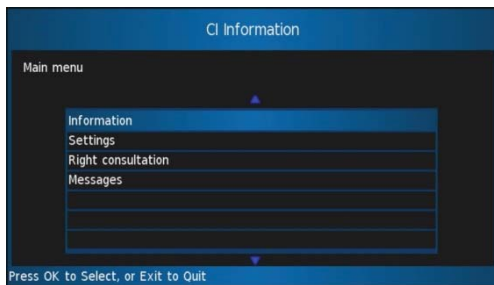 CI Information
Main menu
Information
Settings
Right consultation
Messages
Press OK to Select, or Exit to Quit